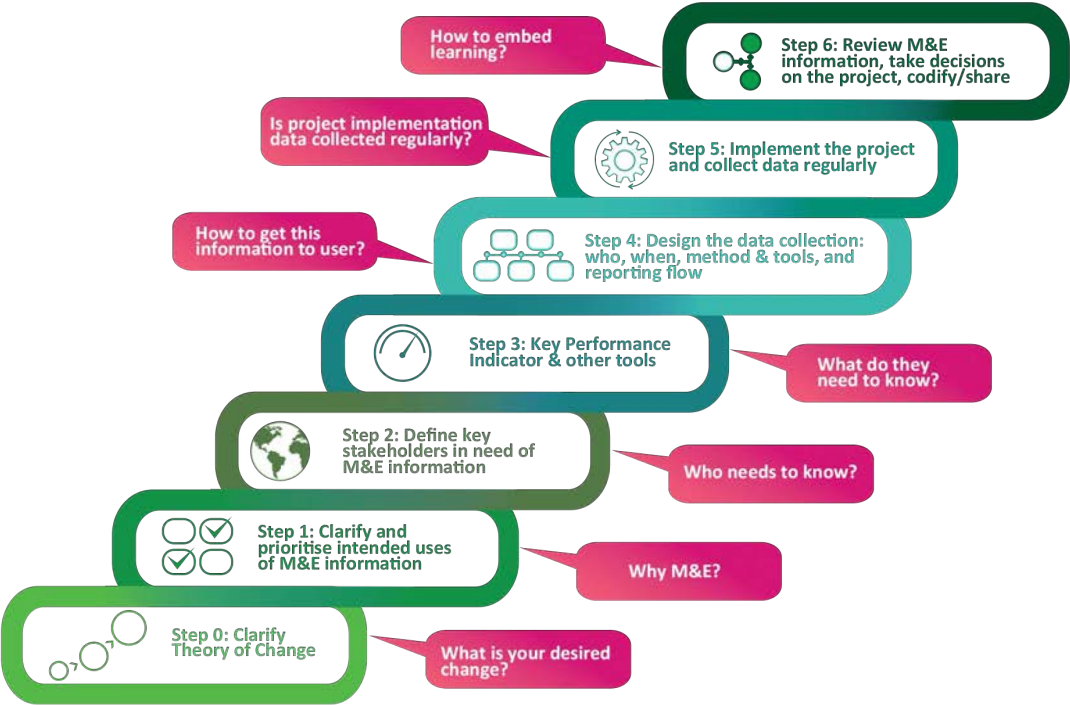 How to embed
learning?
Step 6: Review M&E
information, take decisions
on the project, codify/share
Is project implementation
data collected regularly?
Step 5: Implement the project
and collect data regularly
How to get this
information to user?
Step 4: Design the data collection:
who, when, method & tools, and
reporting flow
Step 3: Key Performance
Indicator & other tools
What do they
need to know?
Step 2: Define key
stakeholders in need of
M&E information
Who needs to know?
Step 1: Clarify and
prioritise intended uses
of M&E information
Why M&E?
Step 0: Clarify
Theory of Change
What is your desired
change?